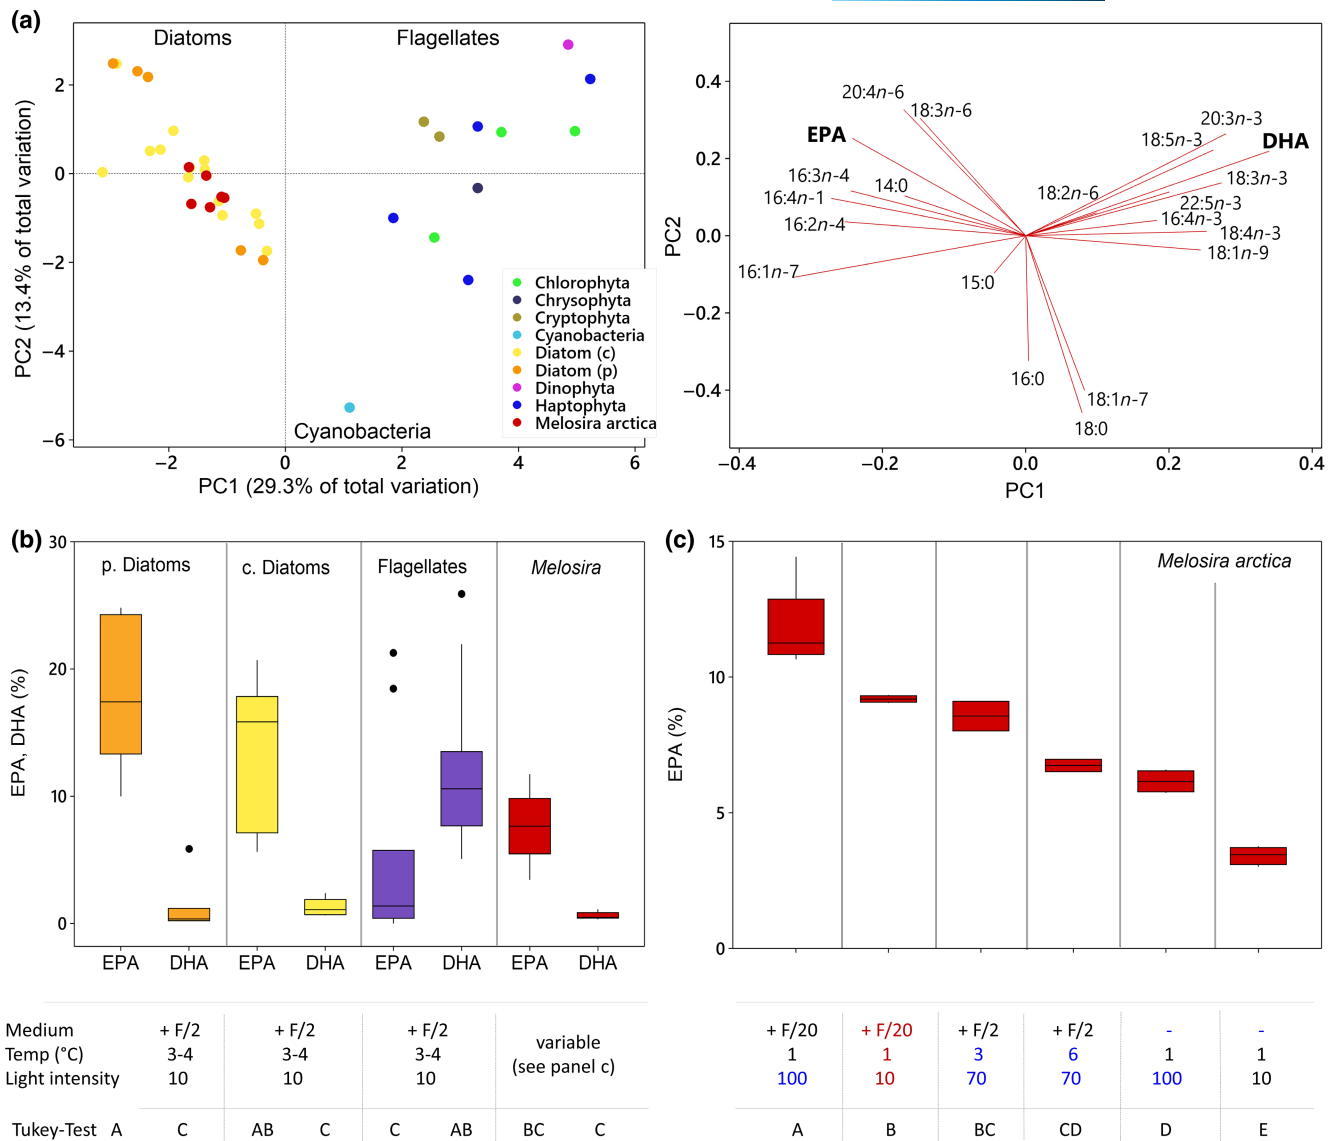 (a)
Diatoms
Flagellates
Cyanobacteria
2
0
−2
−4
−6
PC2 (13.4% of total variation)
−2
0
2
4
6
PC1 (29.3% of total variation)
Chlorophyta
Chrysophyta
Cryptophyta
Cyanobacteria
Diatom (c)
Diatom (p)
Dinophyta
Haptophyta
Melosira arctica
0.4
0.2
0.0
−0.2
−0.4
PC2
20:4n-6
18:3n-6
EPA
20:3n-3
18:5n-3
DHA
16:3n-4
14:0
18:2n-6
18:3n-3
16:4n-1
22:5n-3
16:2n-4
16:4n-3
18:4n-3
18:1n-9
16:1n-7
15:0
16:0
18:1n-7
18:0
−0.4
−0.2
0.0
0.2
0.4
PC1
(b)
30
20
10
0
EPA, DHA (%)
p. Diatoms
c. Diatoms
Flagellates
Melosira
EPA DHA EPA DHA EPA DHA EPA DHA
Medium + F/2 + F/2 + F/2
Temp (°C) 3-4 3-4 3-4
Light intensity 10 10 10
variable
(see panel c)
Tukey-Test A C AB C C AB BC C
(c)
15
10
5
0
EPA (%)
Melosira arctica
+ F/20 + F/20 + F/2 + F/2 - -
1 1 3 6 1 1
100 10 70 70 100 10
A B BC CD D E